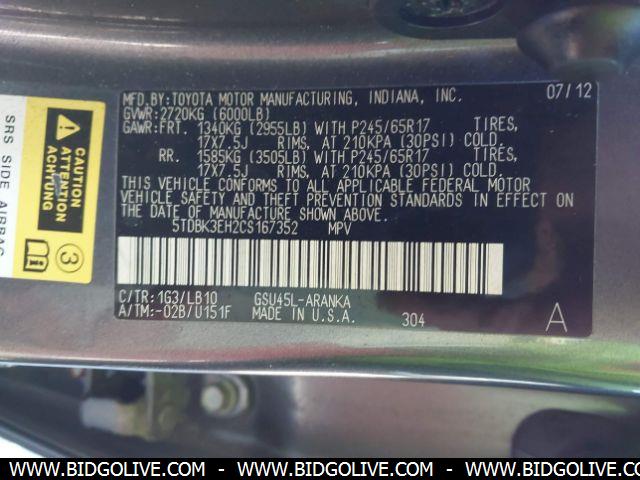 MFD.BY:TOYOTA MOTOR MANUFACTURING, INDIANA, INC. 07/12
GVWR:2720KG (6000LB)
GAWR:FRT. 1340KG (2955LB) WITH P245/65R17 TIRES,
17X7.5J RIMS, AT 210KPA (30PSI) COLD.
RR. 1585KG (3505LB) WITH P245/65R17 TIRES,
17X7.5J RIMS, AT 210KPA (30PSI) COLD.
THIS VEHICLE CONFORMS TO ALL APPLICABLE FEDERAL MOTOR
VEHICLE SAFETY AND THEFT PREVENTION STANDARDS IN EFFECT ON
THE DATE OF MANUFACTURE SHOWN ABOVE.
5TDBK3EH2CS167352 MPV
C/TR:1G3/LB10 GSU45L-ARANKA
A/TM:-02B/U151F MADE IN U.S.A. 304 A
SRS SIDE AIRBAG
CAUTION
ATTENTION
ACHTUNG
3
WWW.BIDGOLIVE.COM - WWW.BIDGOLIVE.COM - WWW.BIDGOLIVE.COM